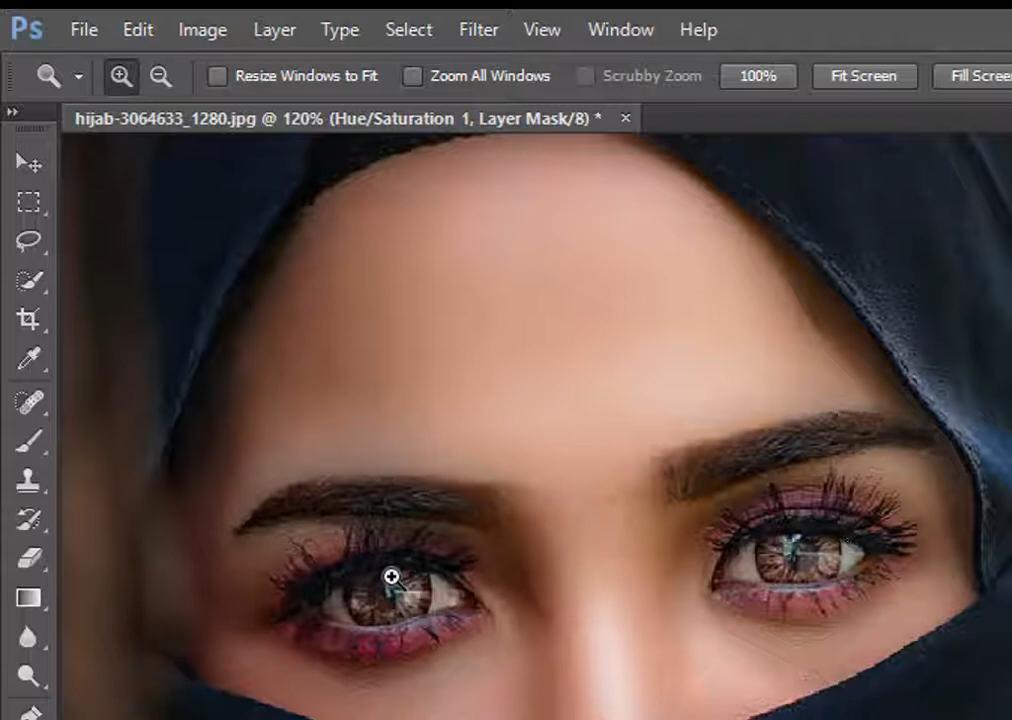 Ps File Edit Image Layer Type Select Filter View Window Help
Resize Windows to Fit Zoom All Windows Scrubby Zoom 100% Fit Screen Fill Scree
hijab-3064633_1280.jpg @ 120% (Hue/Saturation 1, Layer Mask/8) * ×